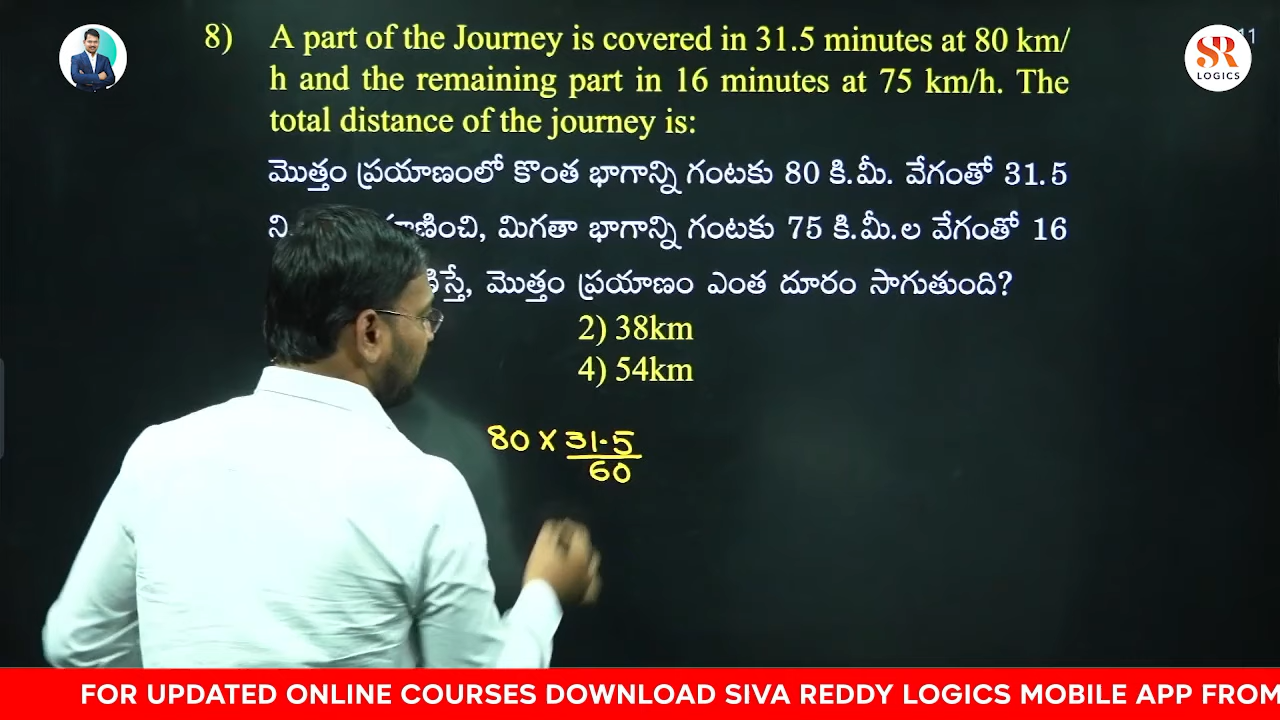 8) A part of the Journey is covered in 31.5 minutes at 80 km/
h and the remaining part in 16 minutes at 75 km/h. The
total distance of the journey is:
మొత్తం ప్రయాణంలో కొంత భాగాన్ని గంటకు 80 కి.మీ. వేగంతో 31.5
ని, మిగతా భాగాన్ని గంటకు 75 కి.మీ.ల వేగంతో 16
మొత్తం ప్రయాణం ఎంత దూరం సాగుతుంది?
2) 38km
4) 54km
80 × 31.5
60
SR
LOGICS
11
FOR UPDATED ONLINE COURSES DOWNLOAD SIVA REDDY LOGICS MOBILE APP FROM